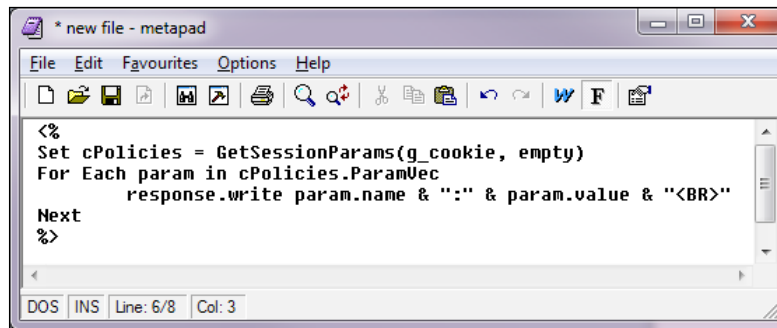 * new file - metapad
File Edit Favourites Options Help
W F
<%
Set cPolicies = GetSessionParams(g_cookie, empty)
For Each param in cPolicies.ParamVec
        response.write param.name & ":" & param.value & "<BR>"
Next
%>
DOS INS Line: 6/8 Col: 3